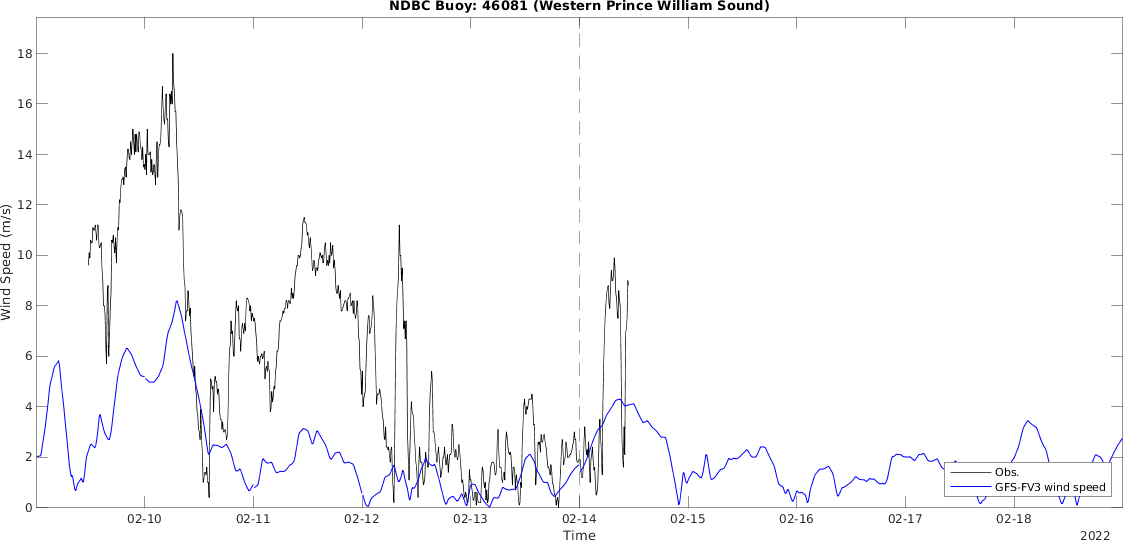 NDBC Buoy: 46081 (Western Prince William Sound)
Wind Speed (m/s)
18
16
14
12
10
8
6
4
2
0
02-10 02-11 02-12 02-13 02-14 02-15 02-16 02-17 02-18
Time
2022
Obs.
GFS-FV3 wind speed